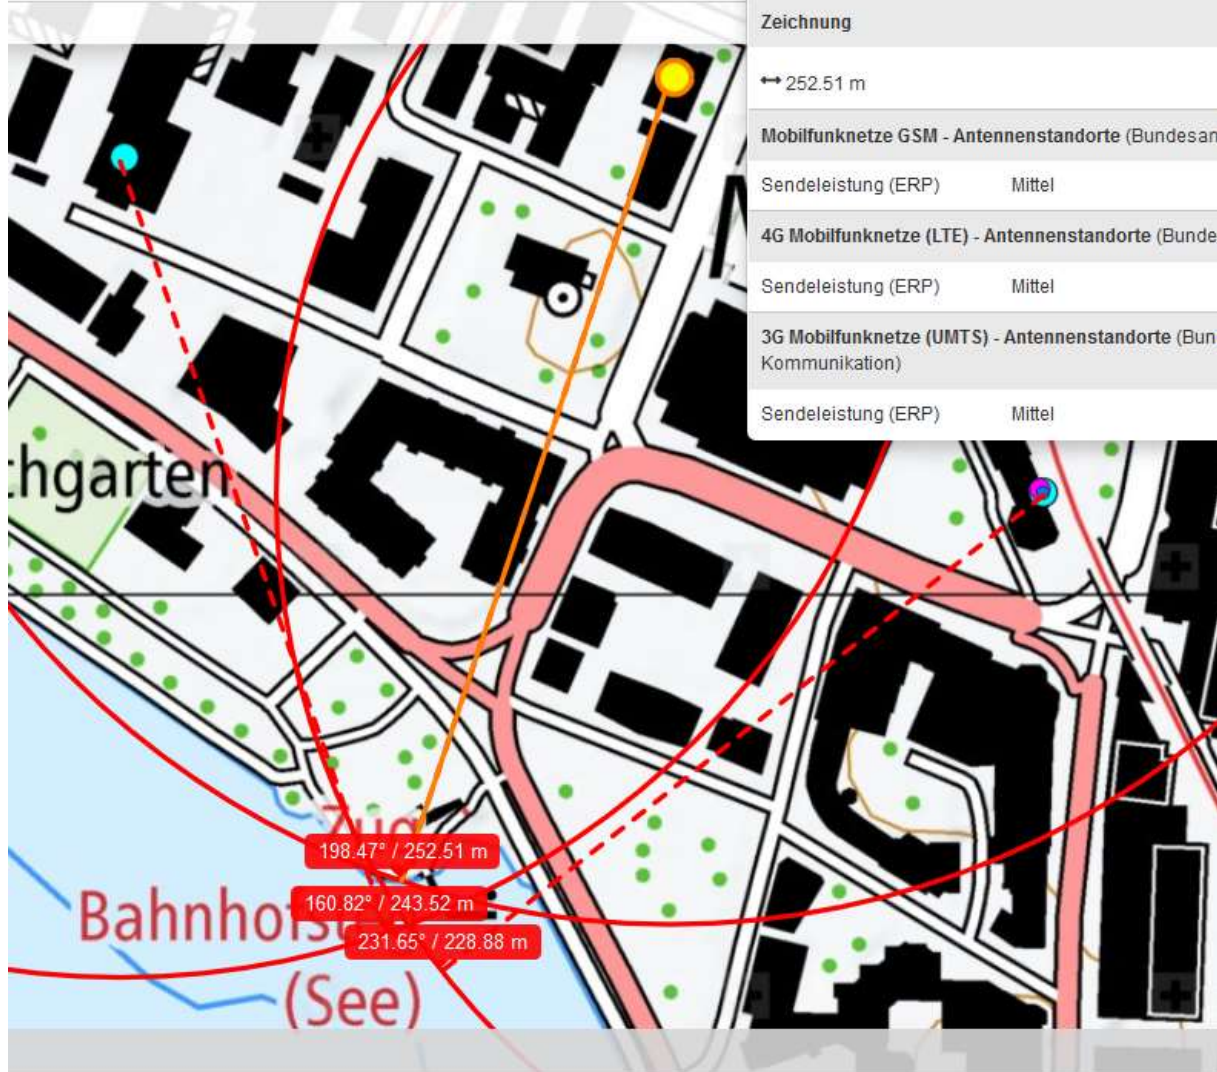 Zeichnung
252.51 m
Mobilfunknetze GSM - Antennenstandorte (Bundesan
Sendeleistung (ERP) Mittel
4G Mobilfunknetze (LTE) - Antennenstandorte (Bunde
Sendeleistung (ERP) Mittel
3G Mobilfunknetze (UMTS) - Antennenstandorte (Bun
Kommunikation)
Sendeleistung (ERP) Mittel
chgarten
Zug
198.47° / 252.51 m
160.82° / 243.52 m
Bahnhofst
231.65° / 228.88 m
(See)